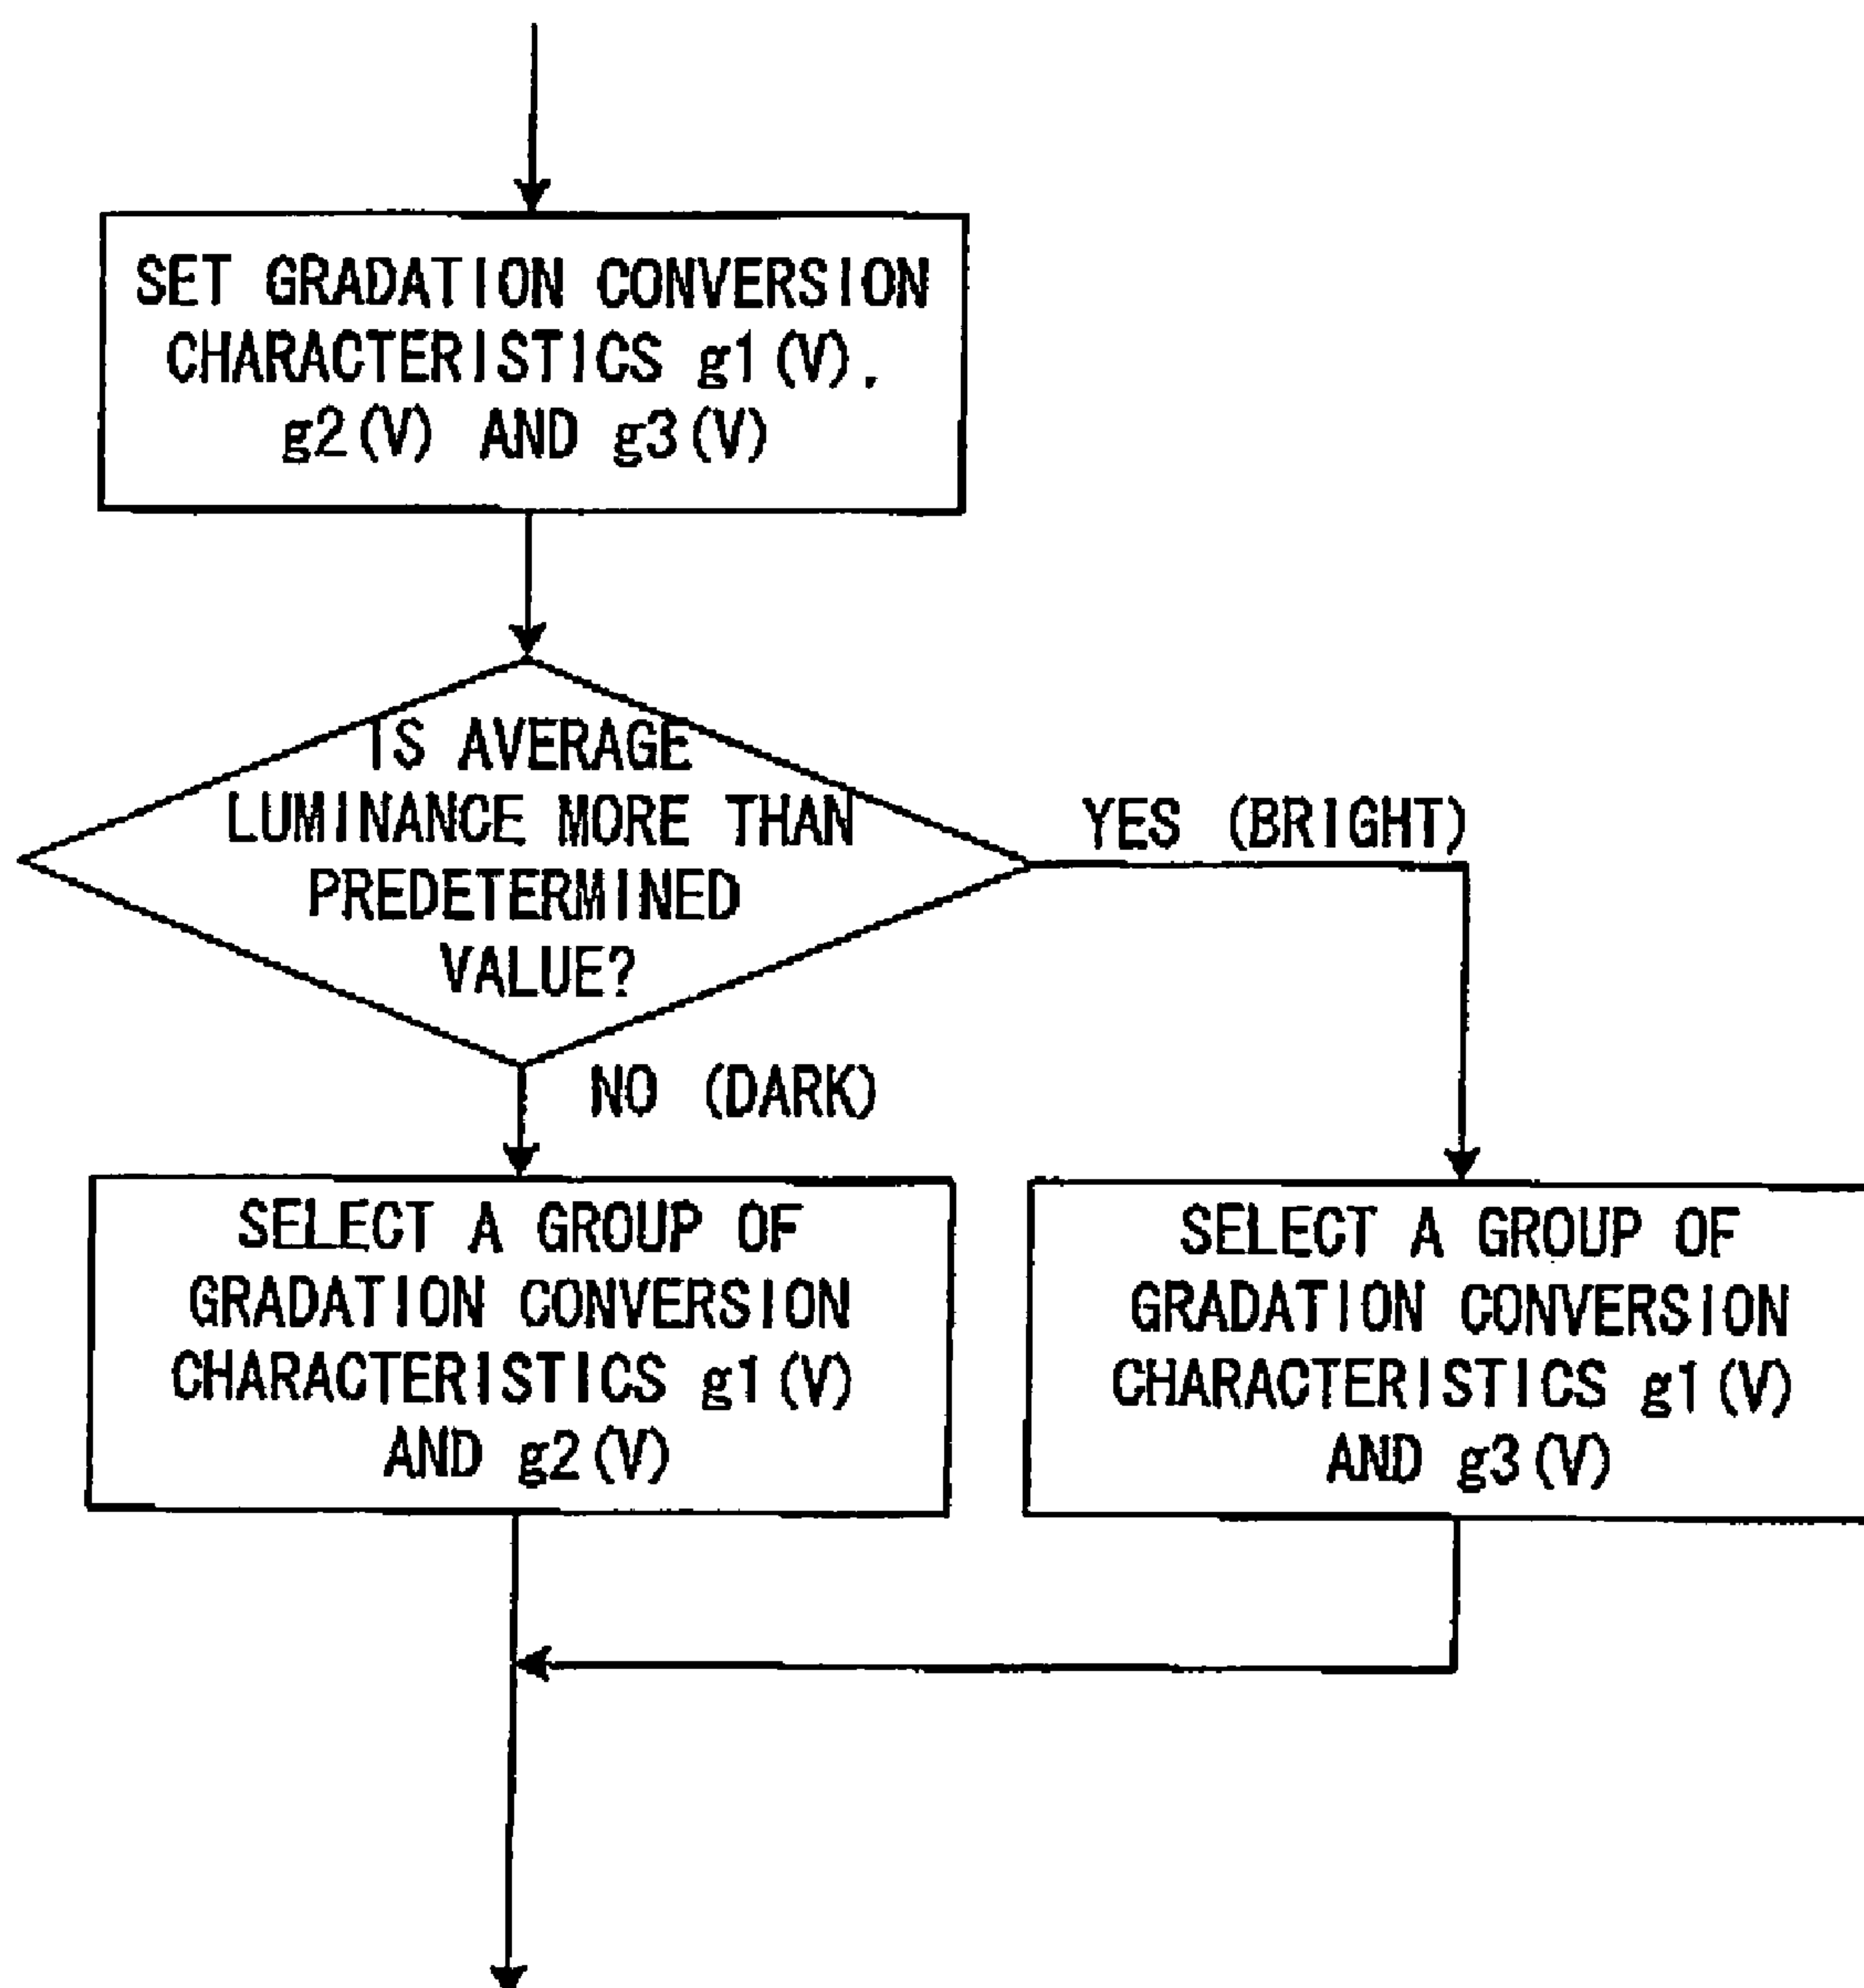 SET GRADATION CONVERSION
CHARACTERISTICS g1(V),
g2(V) AND g3(V)
IS AVERAGE
LUMINANCE MORE THAN
PREDETERMINED
VALUE?
YES (BRIGHT)
NO (DARK)
SELECT A GROUP OF
GRADATION CONVERSION
CHARACTERISTICS g1(V)
AND g2(V)
SELECT A GROUP OF
GRADATION CONVERSION
CHARACTERISTICS g1(V)
AND g3(V)